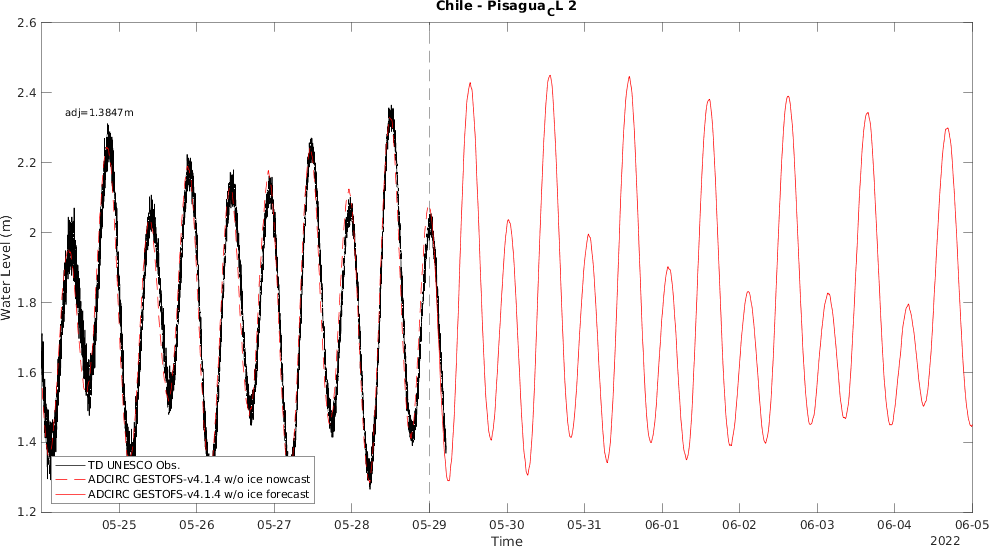 Chile - PisaguaCL 2
2.6
2.4
adj=1.3847m
2.2
2
Water Level (m)
1.8
1.6
1.4
TD UNESCO Obs.
ADCIRC GESTOFS-v4.1.4 w/o ice nowcast
ADCIRC GESTOFS-v4.1.4 w/o ice forecast
1.2
05-25 05-26 05-27 05-28 05-29 05-30 05-31 06-01 06-02 06-03 06-04 06-05
Time
2022